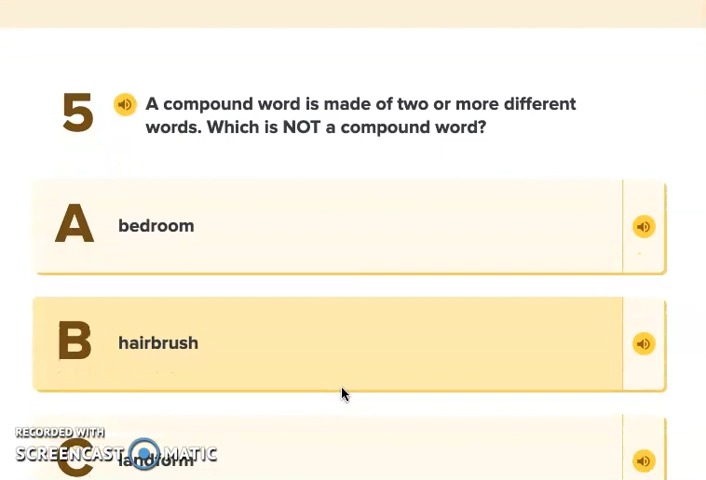 5
A compound word is made of two or more different
words. Which is NOT a compound word?
A
bedroom
B
hairbrush
C
landform
RECORDED WITH
SCREENCAST MATIC